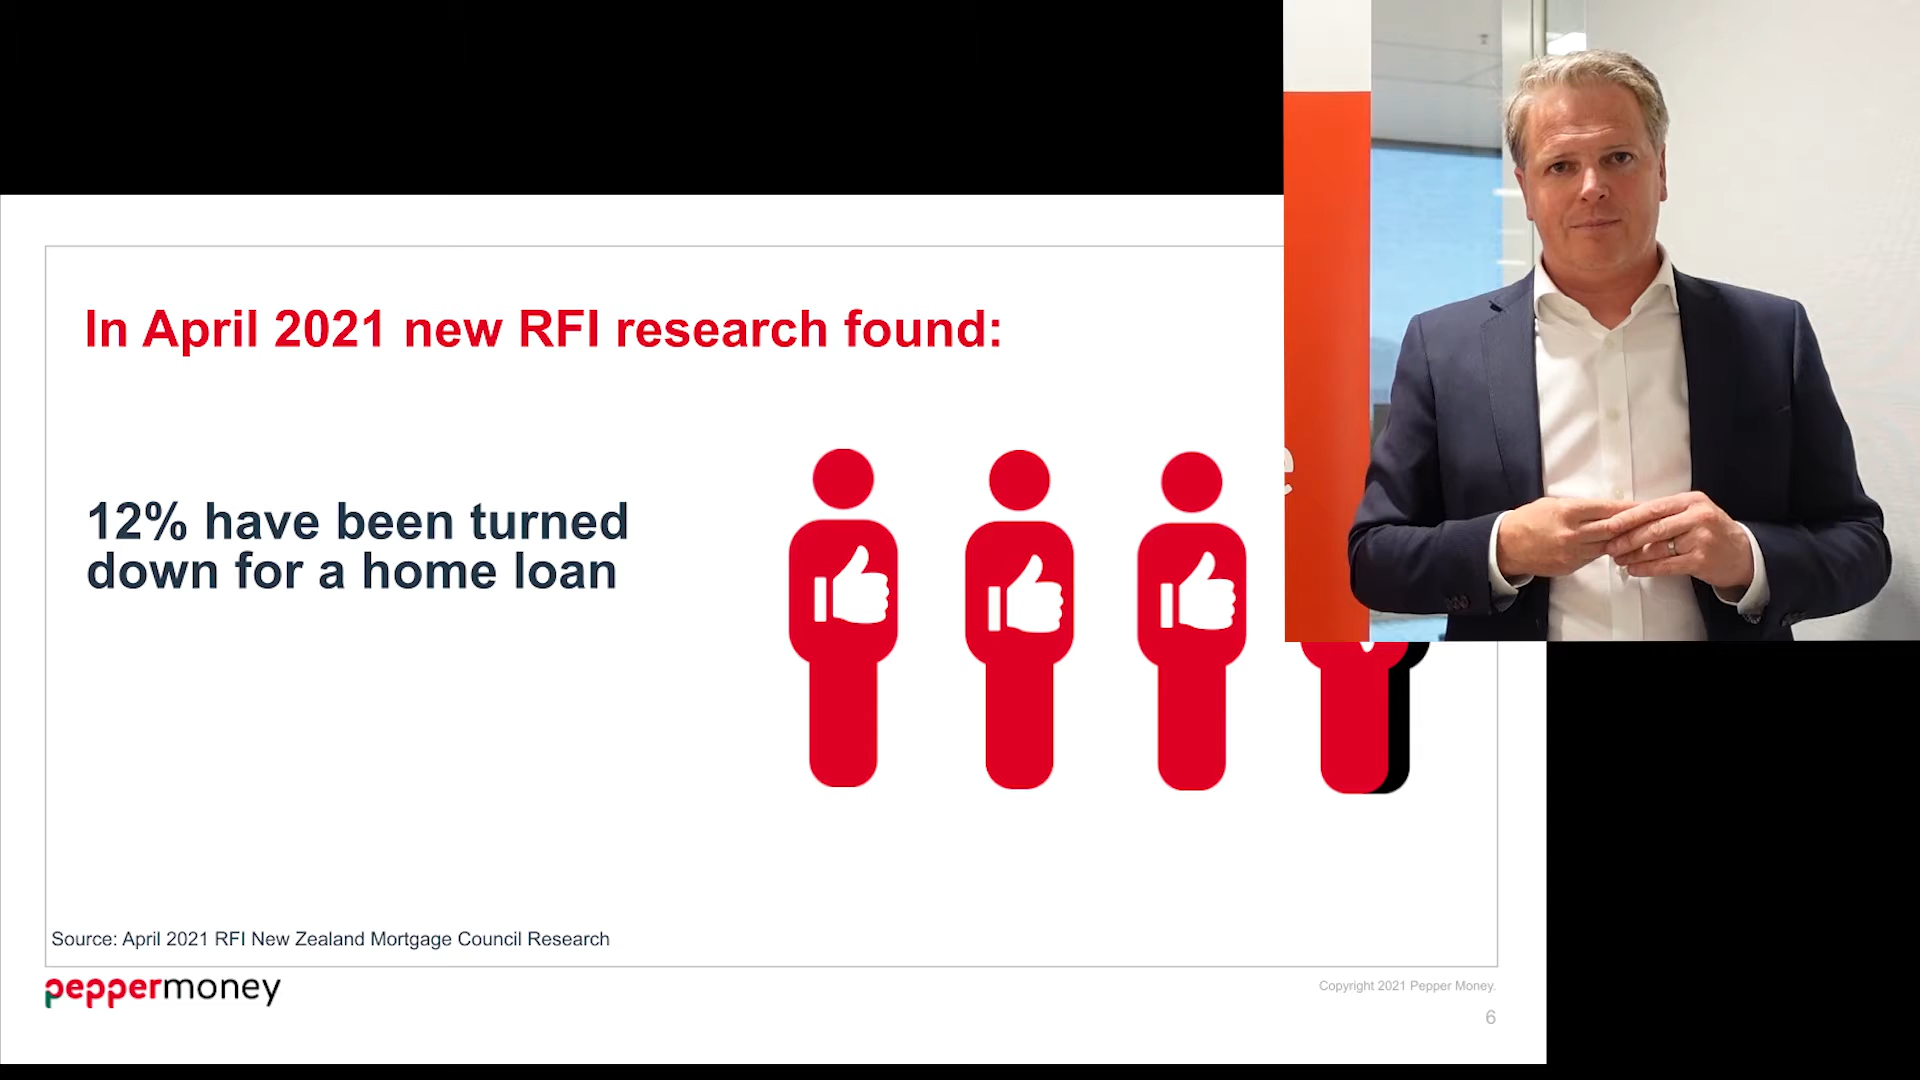 In April 2021 new RFI research found:
12% have been turned
down for a home loan
Source: April 2021 RFI New Zealand Mortgage Council Research
peppermoney
Copyright 2021 Pepper Money.
6